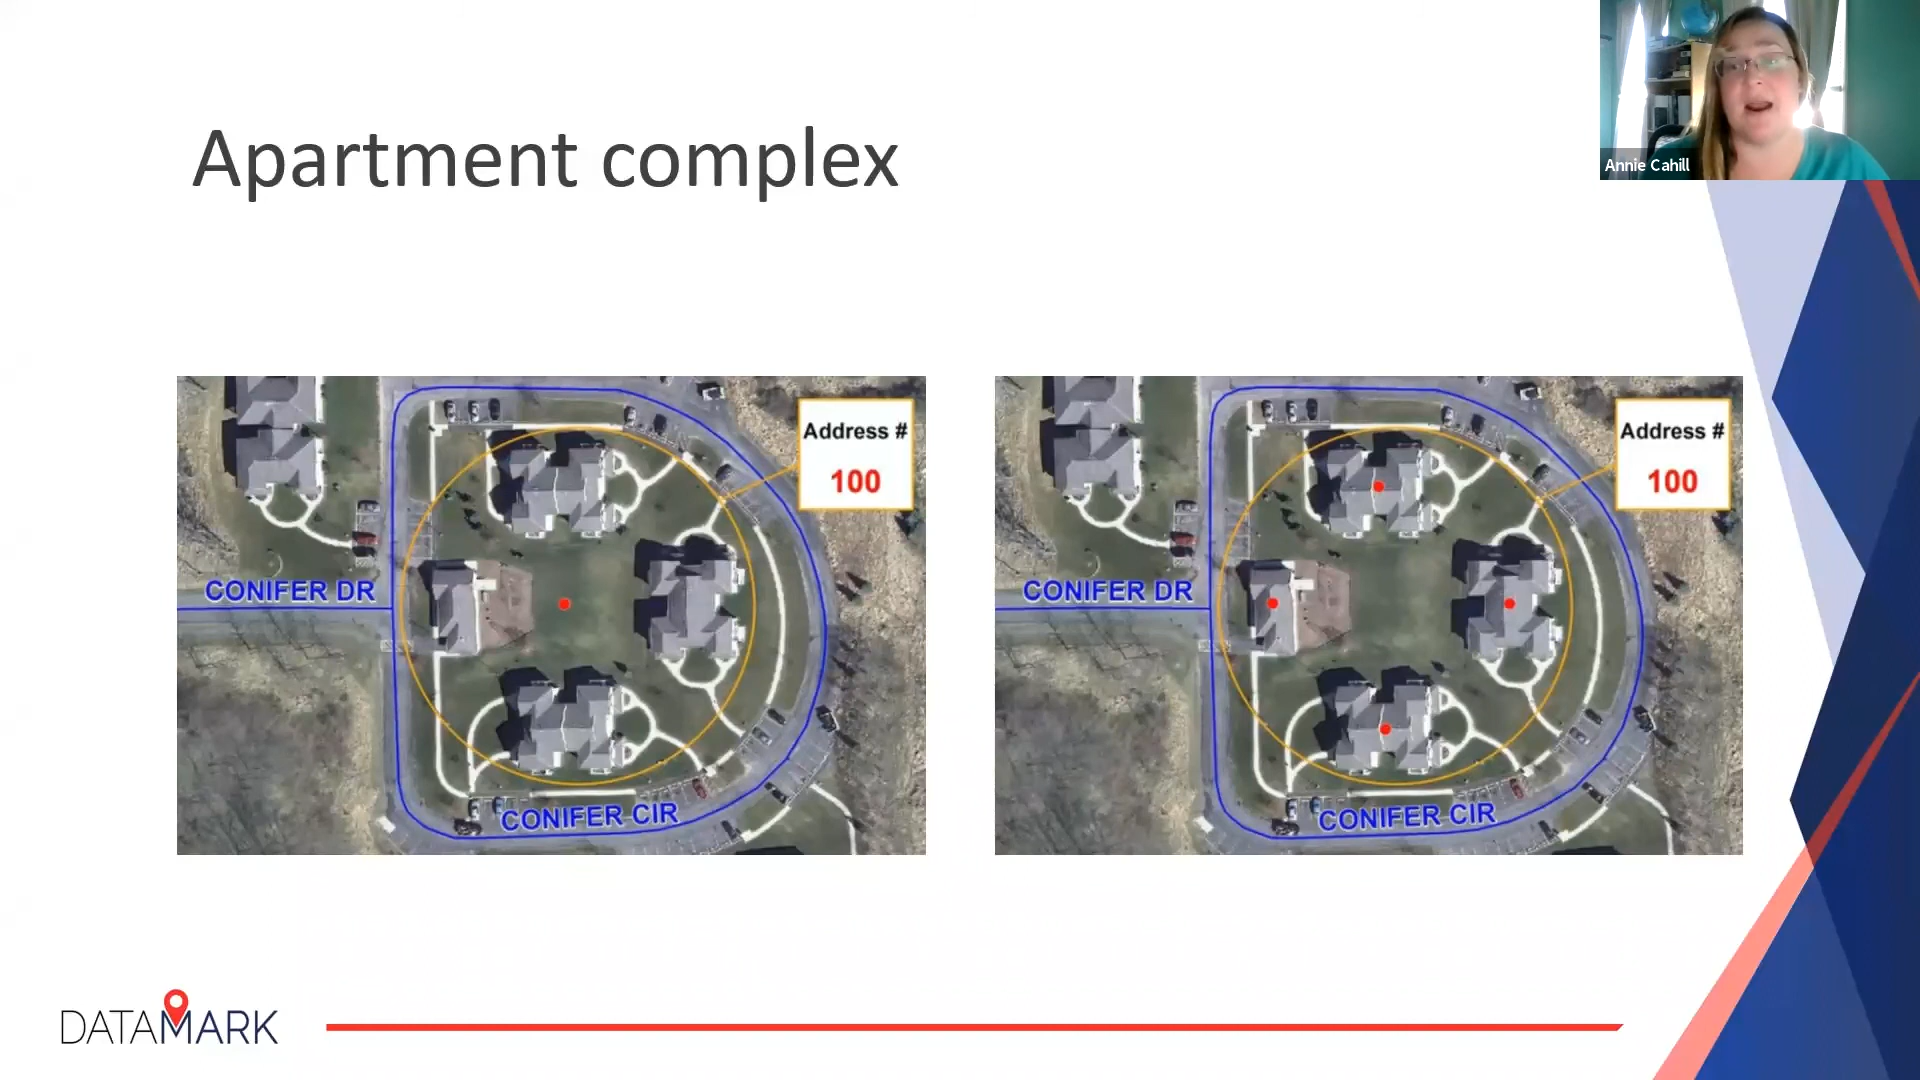 Annie Cahill
Apartment complex
Address #
100
CONIFER DR
CONIFER CIR
Address #
100
CONIFER DR
CONIFER CIR
DATAMARK